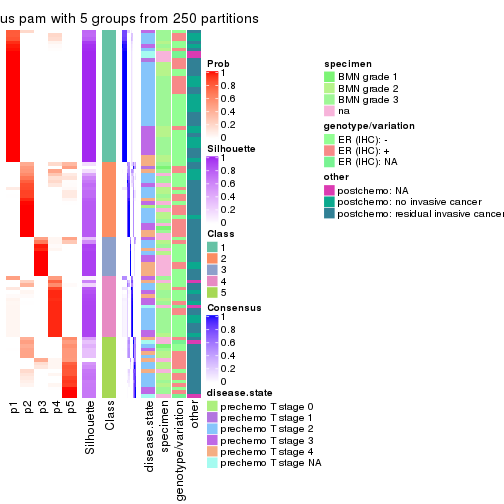 us pam with 5 groups from 250 partitions
Prob
1
0.8
0.6
0.4
0.2
0
Silhouette
1
0.8
0.6
0.4
0.2
0
Class
1
2
3
4
5
Consensus
1
0.8
0.6
0.4
0.2
0
disease.state
prechemo T stage 0
prechemo T stage 1
prechemo T stage 2
prechemo T stage 3
prechemo T stage 4
prechemo T stage NA
specimen
BMN grade 1
BMN grade 2
BMN grade 3
na
genotype/variation
ER (IHC): -
ER (IHC): +
ER (IHC): NA
other
postchemo: NA
postchemo: no invasive cancer
postchemo: residual invasive cancer
p1
p2
p3
p4
p5
Silhouette
Class
disease.state
specimen
genotype/variation
other